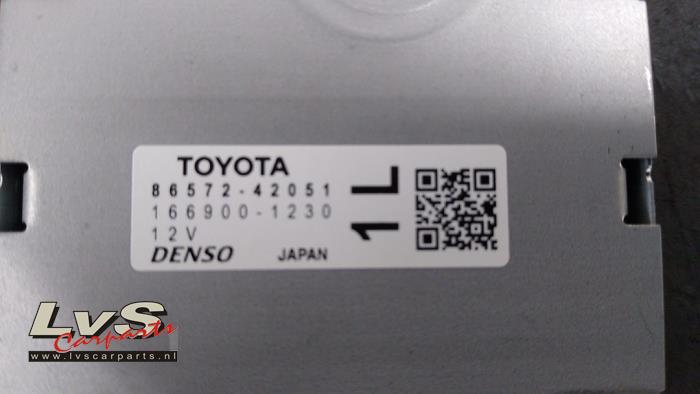 TOYOTA
86572-42051
166900-1230
12V
DENSO JAPAN
1L
LvS
Carparts
www.lvscarparts.nl